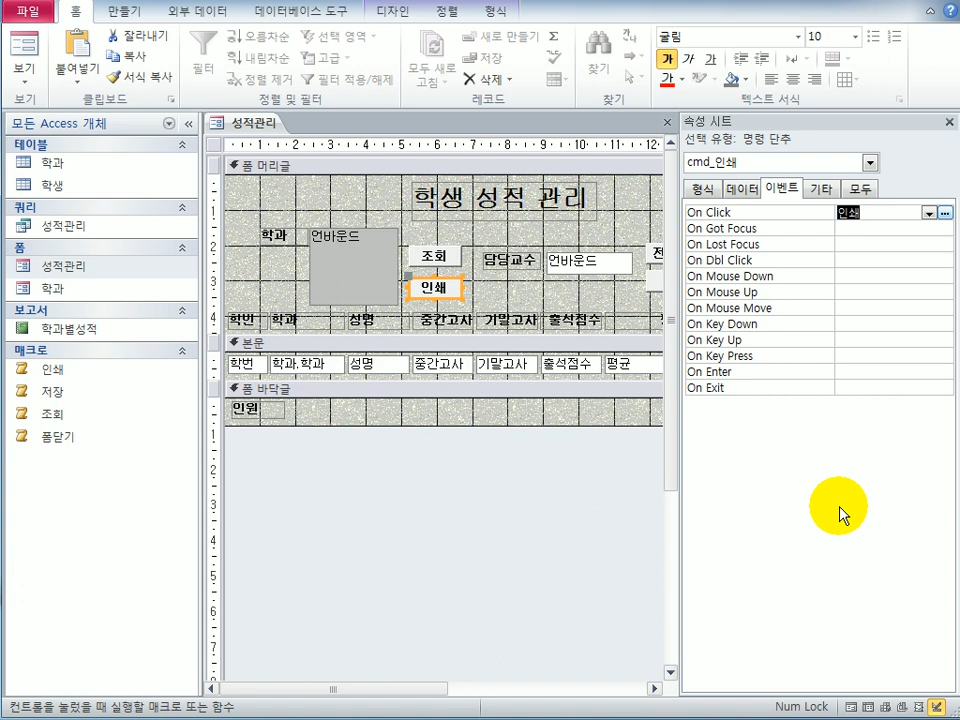 파일 홈 만들기 외부 데이터 데이터베이스 도구 디자인 정렬 형식
보기
보기
붙여넣기
잘라내기
복사
서식 복사
클립보드
필터
오름차순
내림차순
정렬 제거
선택 영역
고급
필터 적용/해제
정렬 및 필터
모두 새로
고침
새로 만들기
저장
삭제
레코드
찾기
찾기
굴림 10
가 가 가
가
텍스트 서식
모든 Access 개체
테이블
학과
학생
쿼리
성적관리
폼
성적관리
학과
보고서
학과별성적
매크로
인쇄
저장
조회
폼닫기
성적관리
1 2 3 4 5 6 7 8 9 10 11 12
폼 머리글
학생 성적 관리
학과 언바운드
조회 담당교수 언바운드
인쇄
학번 학과 성명 중간고사 기말고사 출석점수
본문
학번 학과,학과 성명 중간고사 기말고사 출석점수 평균
폼 바닥글
인원
속성 시트
선택 유형: 명령 단추
cmd_인쇄
형식 데이터 이벤트 기타 모두
On Click 인쇄
On Got Focus
On Lost Focus
On Dbl Click
On Mouse Down
On Mouse Up
On Mouse Move
On Key Down
On Key Up
On Key Press
On Enter
On Exit
컨트롤을 눌렀을 때 실행할 매크로 또는 함수 Num Lock